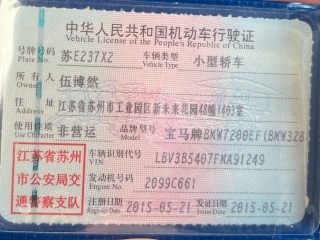 中华人民共和国机动车行驶证
Vehicle License of the People's Republic of China
号牌号码 苏E237X2 车辆类型 小型轿车
Plate No. Vehicle Type
所有人 伍博然
Owner
住址 江苏省苏州市工业园区新未来花园48幢1403室
Address
使用性质 非营运 品牌型号 宝马牌BMW7200EF(BMW328
Use Character Model
江苏省苏州市公安局交通警察支队
车辆识别代号 LBV3B5407FMA91249
VIN
发动机号码 2099C661
Engine No.
注册日期 2015-05-21 发证日期 2015-05-21
Register Date Issue Date